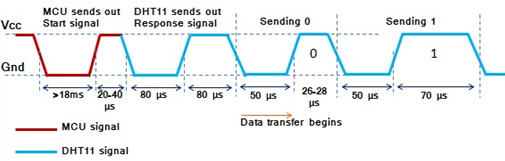 MCU sends out
Start signal
DHT11 sends out
Response signal
Sending 0
Sending 1
Vcc
Gnd
0
1
>18ms
20-40
µs
80 µs
80 µs
50 µs
26-28
µs
50 µs
70 µs
Data transfer begins
MCU signal
DHT11 signal